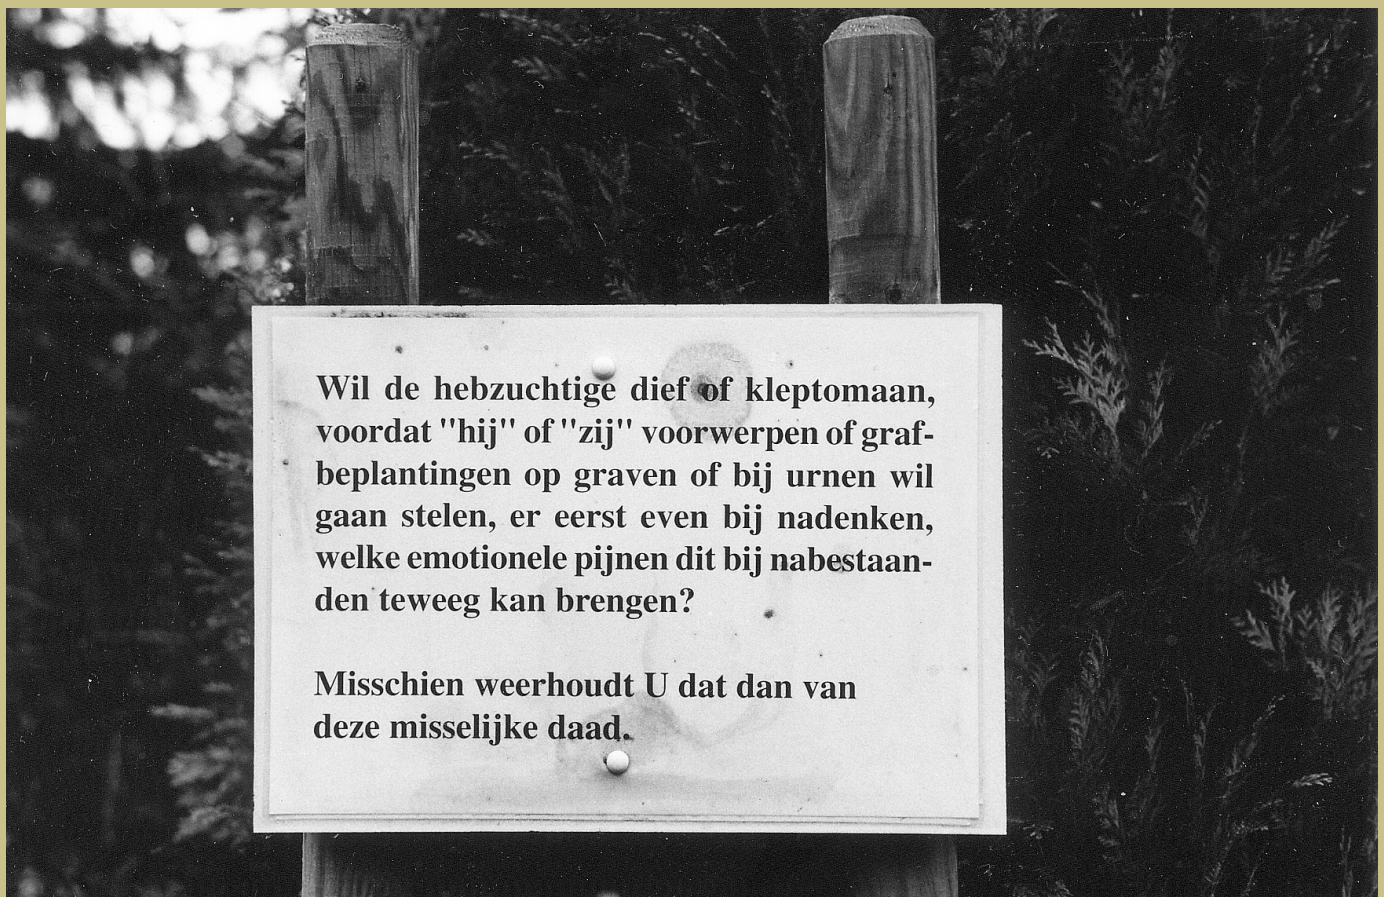 Wil de hebzuchtige dief of kleptomaan,
voordat "hij" of "zij" voorwerpen of graf-
beplantingen op graven of bij urnen wil
gaan stelen, er eerst even bij nadenken,
welke emotionele pijnen dit bij nabestaan-
den teweeg kan brengen?
Misschien weerhoudt U dat dan van
deze misselijke daad.